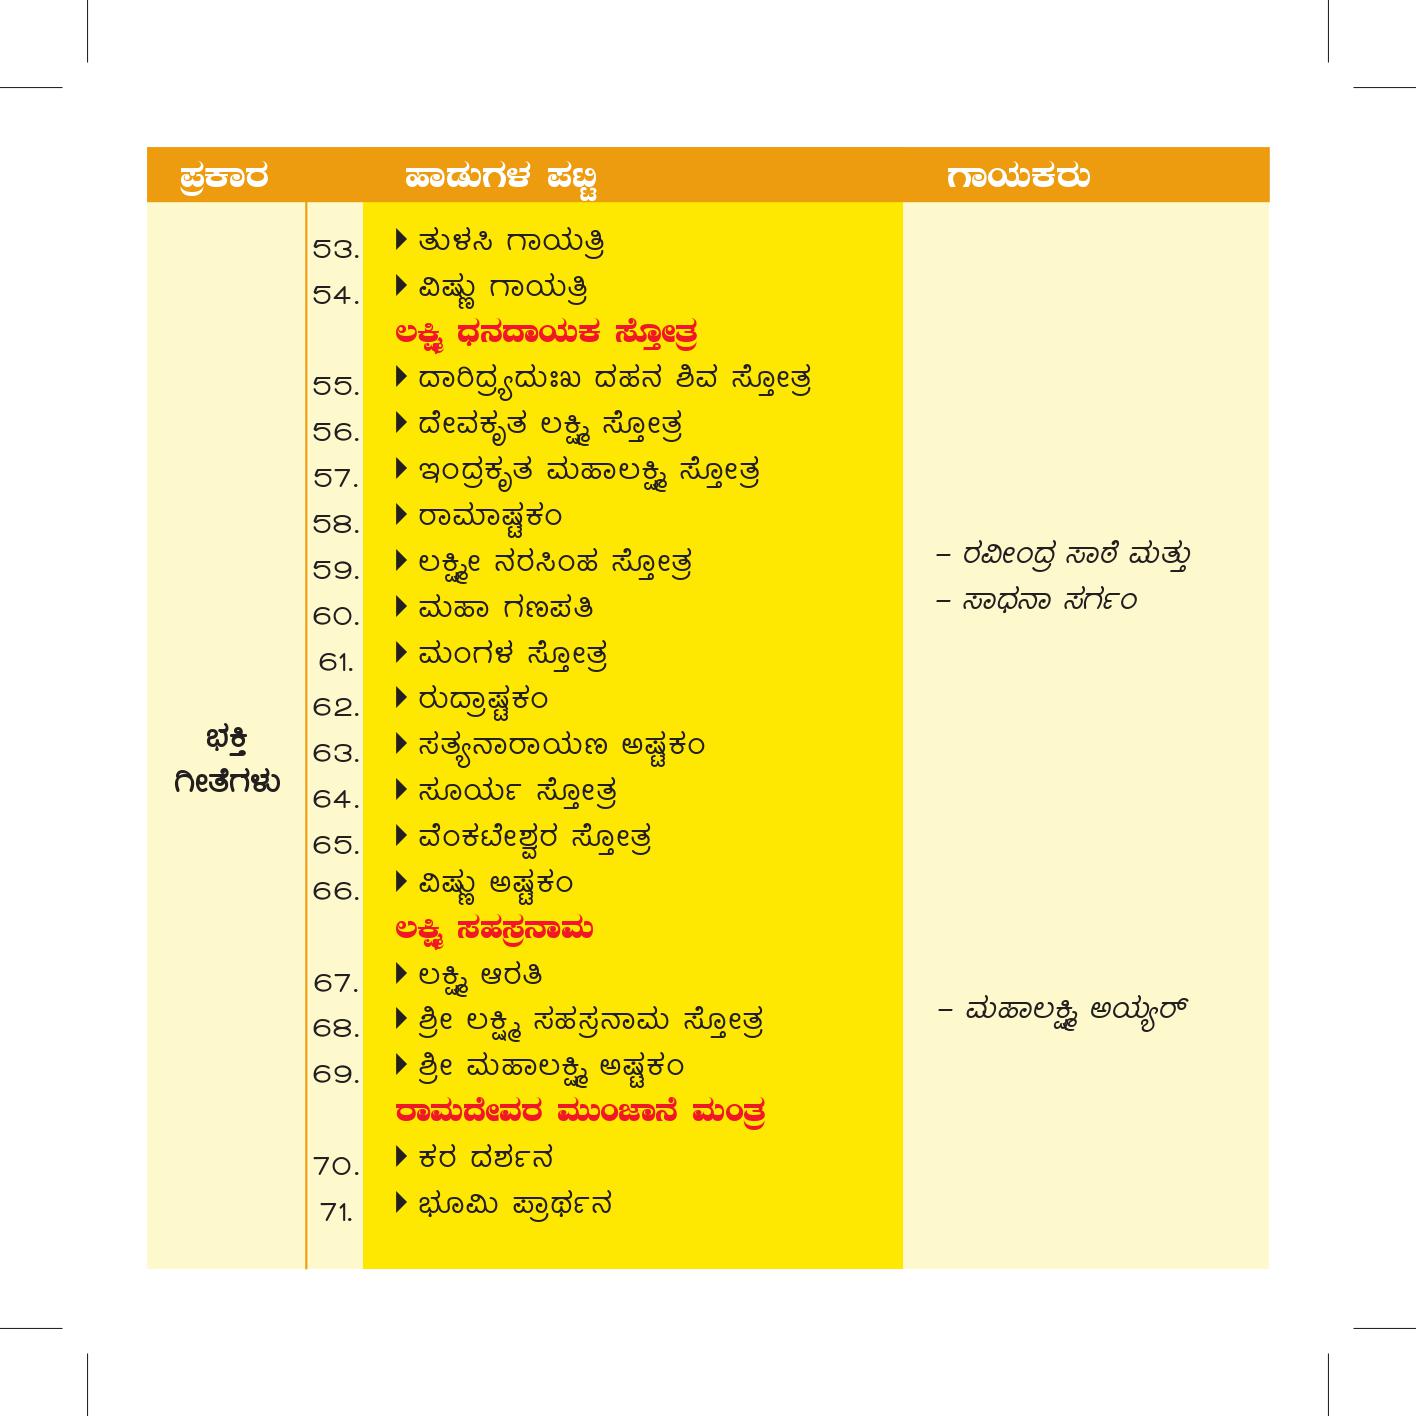 ಪ್ರಕಾರ ಹಾಡುಗಳ ಪಟ್ಟಿ ಗಾಯಕರು
53. ತುಳಸಿ ಗಾಯತ್ರಿ
54. ವಿಷ್ಣು ಗಾಯತ್ರಿ
ಲಕ್ಷ್ಮಿ ಧನದಾಯಕ ಸ್ತೋತ್ರ
55. ದಾರಿದ್ರ್ಯದುಃಖ ದಹನ ಶಿವ ಸ್ತೋತ್ರ
56. ದೇವಕೃತ ಲಕ್ಷ್ಮಿ ಸ್ತೋತ್ರ
57. ಇಂದ್ರಕೃತ ಮಹಾಲಕ್ಷ್ಮಿ ಸ್ತೋತ್ರ
58. ರಾಮಾಷ್ಟಕಂ
59. ಲಕ್ಷ್ಮೀ ನರಸಿಂಹ ಸ್ತೋತ್ರ
– ರವೀಂದ್ರ ಸಾಠೆ ಮತ್ತು
60. ಮಹಾ ಗಣಪತಿ
– ಸಾಧನಾ ಸರ್ಗಂ
61. ಮಂಗಳ ಸ್ತೋತ್ರ
62. ರುದ್ರಾಷ್ಟಕಂ
63. ಸತ್ಯನಾರಾಯಣ ಅಷ್ಟಕಂ
ಭಕ್ತಿ
ಗೀತೆಗಳು
64. ಸೂರ್ಯ ಸ್ತೋತ್ರ
65. ವೆಂಕಟೇಶ್ವರ ಸ್ತೋತ್ರ
66. ವಿಷ್ಣು ಅಷ್ಟಕಂ
ಲಕ್ಷ್ಮಿ ಸಹಸ್ರನಾಮ
67. ಲಕ್ಷ್ಮಿ ಆರತಿ
68. ಶ್ರೀ ಲಕ್ಷ್ಮಿ ಸಹಸ್ರನಾಮ ಸ್ತೋತ್ರ
– ಮಹಾಲಕ್ಷ್ಮಿ ಅಯ್ಯರ್
69. ಶ್ರೀ ಮಹಾಲಕ್ಷ್ಮಿ ಅಷ್ಟಕಂ
ರಾಮದೇವರ ಮುಂಜಾನೆ ಮಂತ್ರ
70. ಕರ ದರ್ಶನ
71. ಭೂಮಿ ಪ್ರಾರ್ಥನ